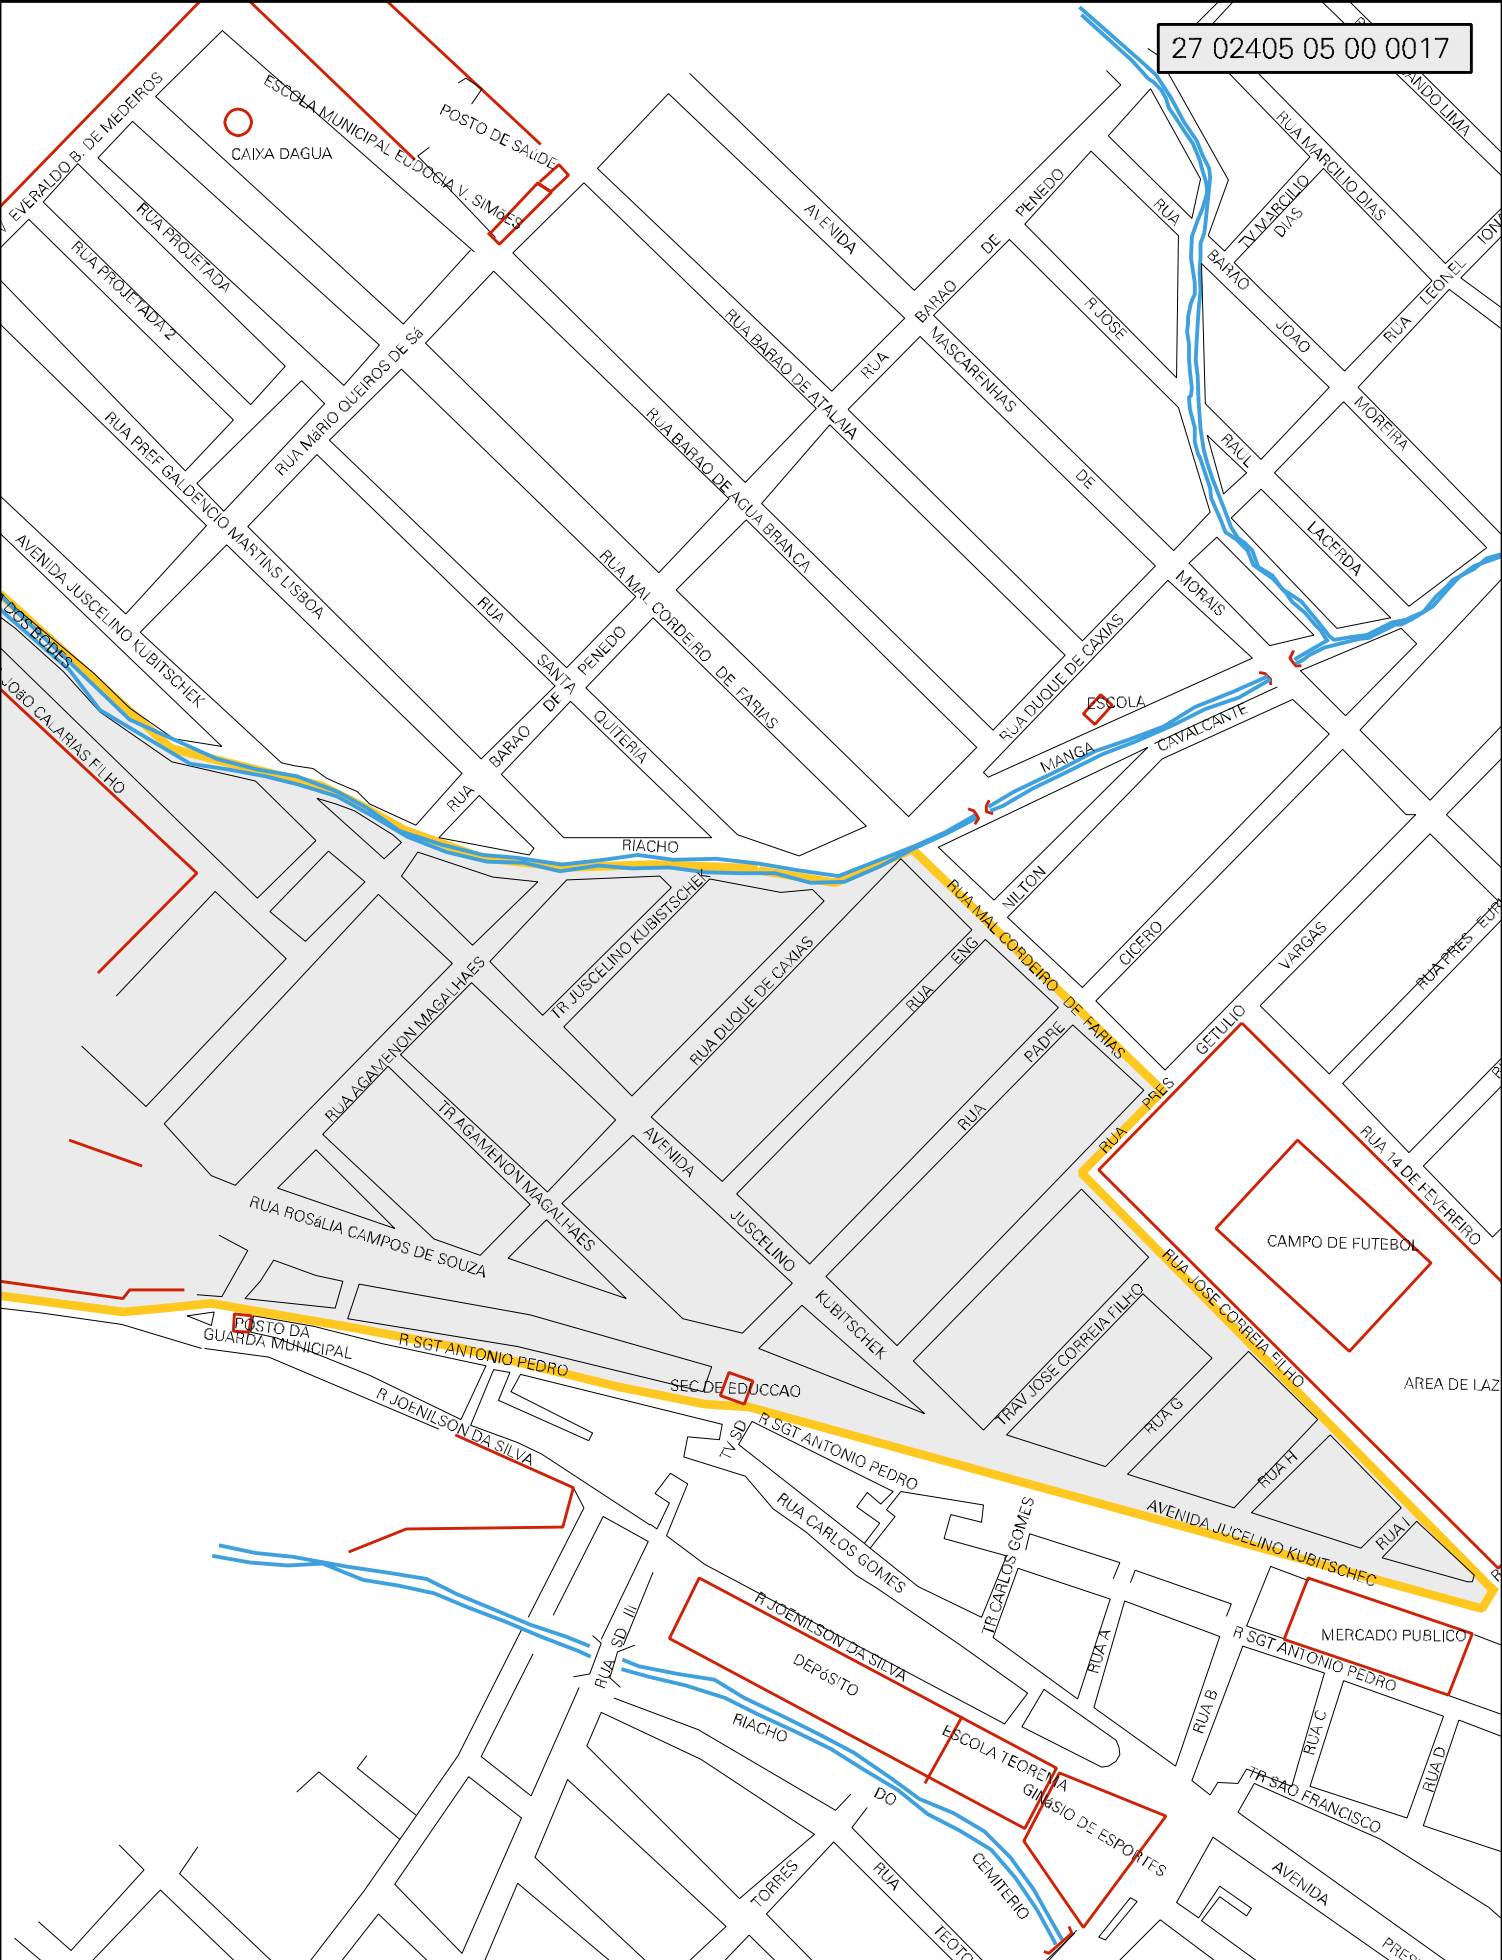 27 02405 05 00 0017
ESCOLA MUNICIPAL EUDOCIA V. SIMõES
POSTO DE SAúDE
EVERALDO B. DE MEDEIROS
CAIXA DAGUA
RUA PROJETADA
RUA PROJETADA 2
RUA MáRIO QUEIROS DE Sá
RUA PREF GALDENCIO MARTINS LISBOA
AVENIDA JUSCELINO KUBITSCHEK
DOS BODES
JOãO CALARIAS FILHO
AVENIDA
MASCARENHAS
DE
MORAIS
RUA BARAO DE PENEDO
RUA BARAO DE ATALAIA
RUA BARAO DE AGUA BRANCA
RUA MAL CORDEIRO DE FARIAS
RUA
SANTA
QUITERIA
RUA BARAO DE PENEDO
R JOSE
RAUL
LACERDA
RUA
BARAO
JOAO
MOREIRA
TV MARCILIO
DIAS
RUA MARCILIO DIAS
ANDO LIMA
RUA LEONEL
IONA
RUA DUQUE DE CAXIAS
ESCOLA
MANGA
CAVALCANTE
RIACHO
NILTON
CICERO
RUA PRES GETULIO VARGAS
RUA PRES EURI
RUA MAL CORDEIRO DE FARIAS
RUA ENG
RUA PADRE
TR JUSCELINO KUBISTSCHEK
RUA DUQUE DE CAXIAS
RUA AGAMENON MAGALHAES
TR AGAMENON MAGALHAES
AVENIDA
JUSCELINO
KUBITSCHEK
RUA ROSáLIA CAMPOS DE SOUZA
RUA 14 DE FEVEREIRO
CAMPO DE FUTEBOL
AREA DE LAZ
RUA JOSE CORREIA FILHO
TRAV JOSE CORREIA FILHO
RUA G
RUA H
RUA I
POSTO DA
GUARDA MUNICIPAL
R SGT ANTONIO PEDRO
SEC DE EDUCCAO
R JOENILSON DA SILVA
TV SD
R SGT ANTONIO PEDRO
RUA CARLOS GOMES
TR CARLOS GOMES
AVENIDA JUCELINO KUBITSCHEC
R JOENILSON DA SILVA
DEPóSITO
RUA SD III
RUA A
RUA B
RUA C
RUA D
MERCADO PUBLICO
R SGT ANTONIO PEDRO
RIACHO
DO
CEMITERIO
ESCOLA TEOREMA
GINáSIO DE ESPORTES
TR SAO FRANCISCO
TORRES
RUA
TEOTO
AVENIDA
PRES